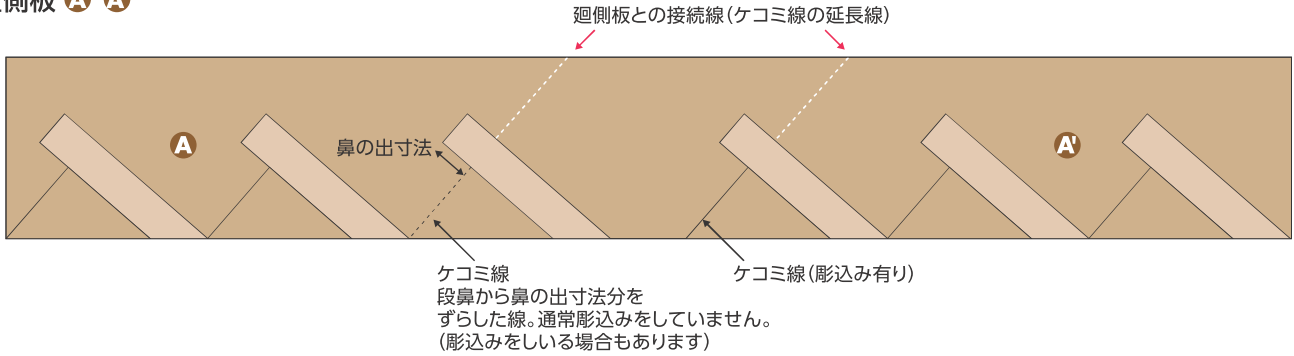 側板 A A'
廻側板との接続線（ケコミ線の延長線）
A
鼻の出寸法
A'
ケコミ線
段鼻から鼻の出寸法分を
ずらした線。通常彫込みをしていません。
（彫込みをしいる場合もあります）
ケコミ線（彫込み有り）